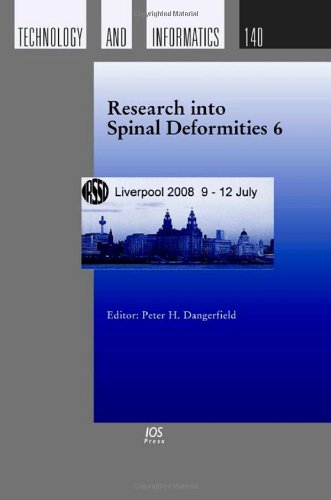 TECHNOLOGY AND INFORMATICS 140
Research into
Spinal Deformities 6
IRSSD Liverpool 2008 9 - 12 July
Editor: Peter H. Dangerfield
IOS
Press